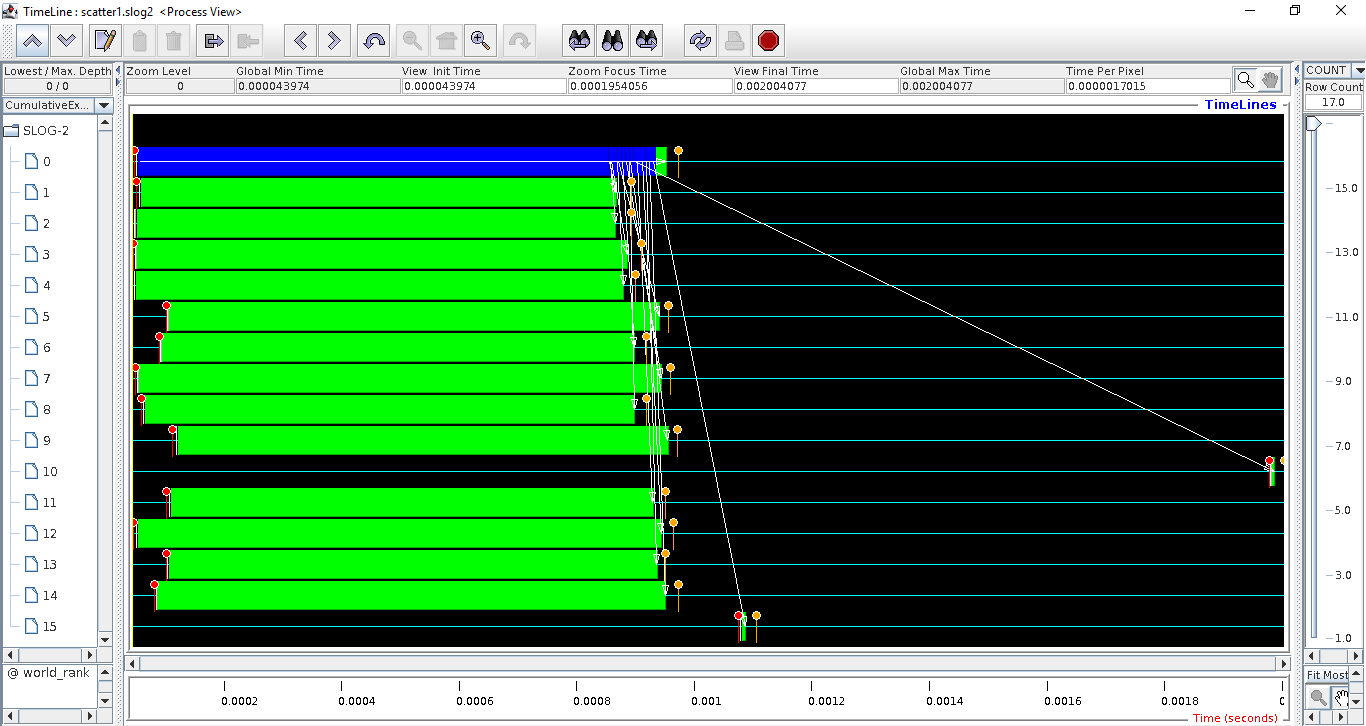 TimeLine : scatter1.slog2 <Process View>
Lowest / Max. Depth
0 / 0
Zoom Level
0
Global Min Time
0.000043974
View Init Time
0.000043974
Zoom Focus Time
0.0001954056
View Final Time
0.002004077
Global Max Time
0.002004077
Time Per Pixel
0.0000017015
COUNT
Row Count
17.0
CumulativeEx...
TimeLines
SLOG-2
0
1
2
3
4
5
6
7
8
9
10
11
12
13
14
15
15.0
13.0
11.0
9.0
7.0
5.0
3.0
1.0
@ world_rank
Fit Most
0.0002
0.0004
0.0006
0.0008
0.001
0.0012
0.0014
0.0016
0.0018
Time (seconds)